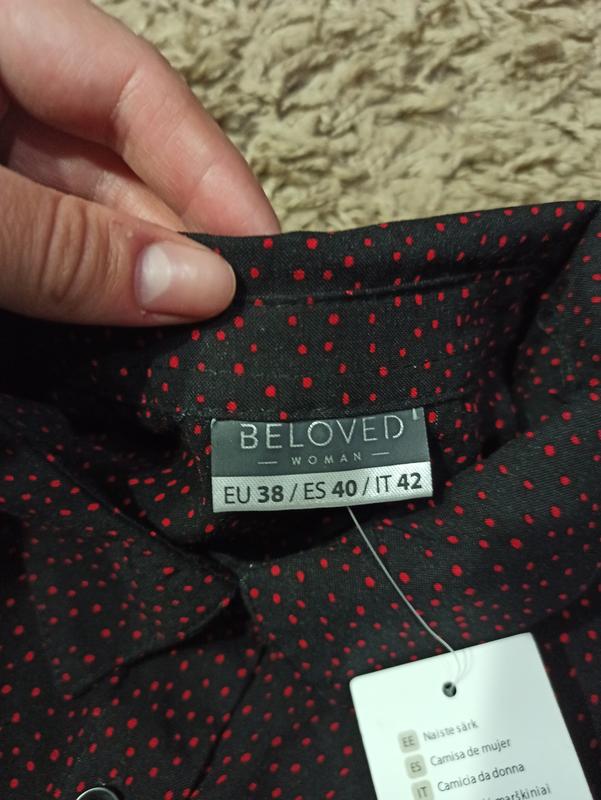 BELOVED
— WOMAN —
EU 38 / ES 40 / IT 42
EE Naiste särk
ES Camisa de mujer
IT Camicia da donna
marškiniai